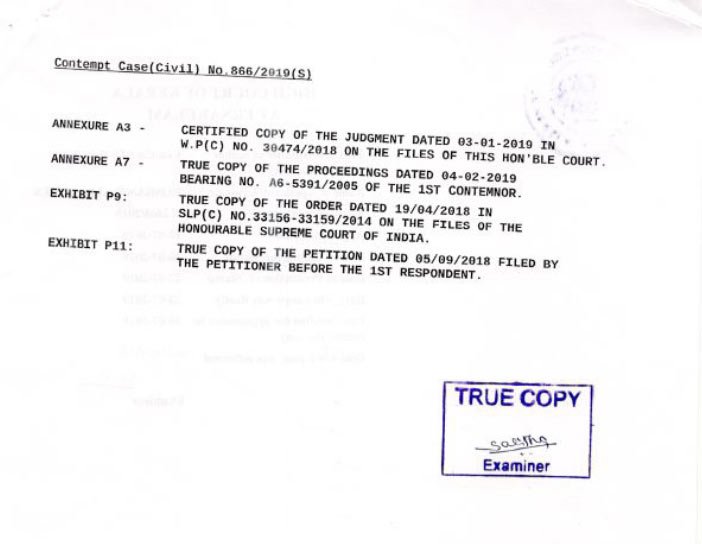 Contempt Case(Civil) No.866/2019(S)
ANNEXURE A3 - CERTIFIED COPY OF THE JUDGMENT DATED 03-01-2019 IN
W.P(C) NO. 30474/2018 ON THE FILES OF THIS HON'BLE COURT.
ANNEXURE A7 - TRUE COPY OF THE PROCEEDINGS DATED 04-02-2019
BEARING NO. A6-5391/2005 OF THE 1ST CONTEMNOR.
EXHIBIT P9: TRUE COPY OF THE ORDER DATED 19/04/2018 IN
SLP(C) NO.33156-33159/2014 ON THE FILES OF THE
HONOURABLE SUPREME COURT OF INDIA.
EXHIBIT P11: TRUE COPY OF THE PETITION DATED 05/09/2018 FILED BY
THE PETITIONER BEFORE THE 1ST RESPONDENT.
TRUE COPY
Examiner